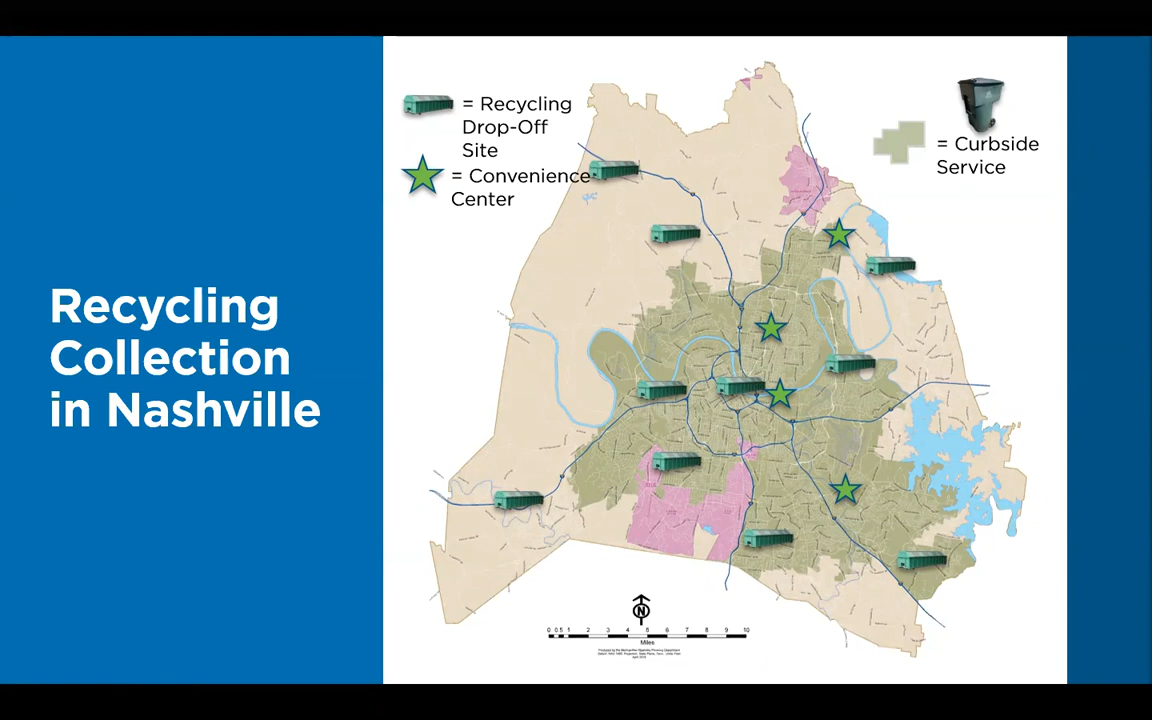 Recycling
Collection
in Nashville
= Recycling
Drop-Off
Site
= Convenience
Center
= Curbside
Service
N
0 0.5 1 2 3 4 5 6 7 8 9 10
Miles